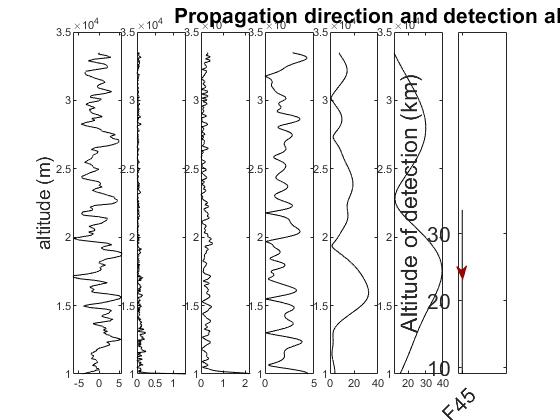 Propagation direction and detection al
×10⁴
3.5
3
2.5
2
1.5
1
altitude (m)
-5 0 5
0 0.5 1
0 1 2
0 5
0 20 40
20 30 40
Altitude of detection (km)
30
20
10
F45